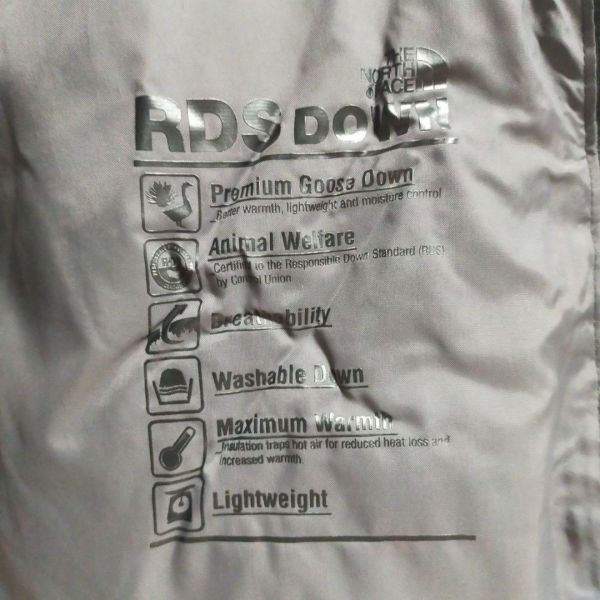 THE
NORTH
FACE
RDS DOWN
Premium Goose Down
Better warmth, lightweight and moisture control
Animal Welfare
Certified to the Responsible Down Standard (RDS)
by Control Union
Breathability
Washable Down
Maximum Warmth
Insulation traps hot air for reduced heat loss and
increased warmth.
Lightweight